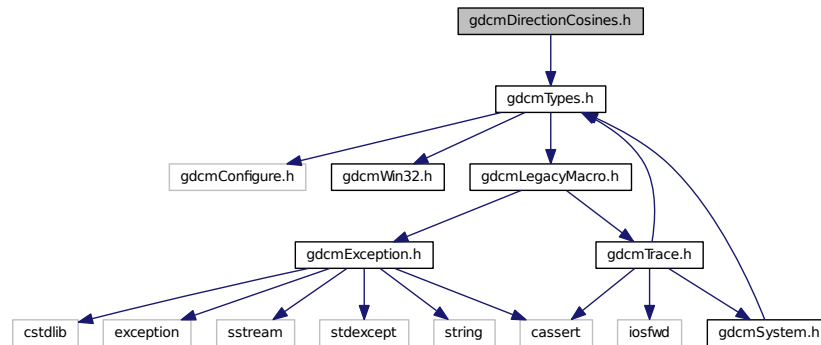 gdcmDirectionCosines.h
gdcmTypes.h
gdcmConfigure.h
gdcmWin32.h
gdcmLegacyMacro.h
gdcmException.h
gdcmTrace.h
cstdlib
exception
sstream
stdexcept
string
cassert
iosfwd
gdcmSystem.h